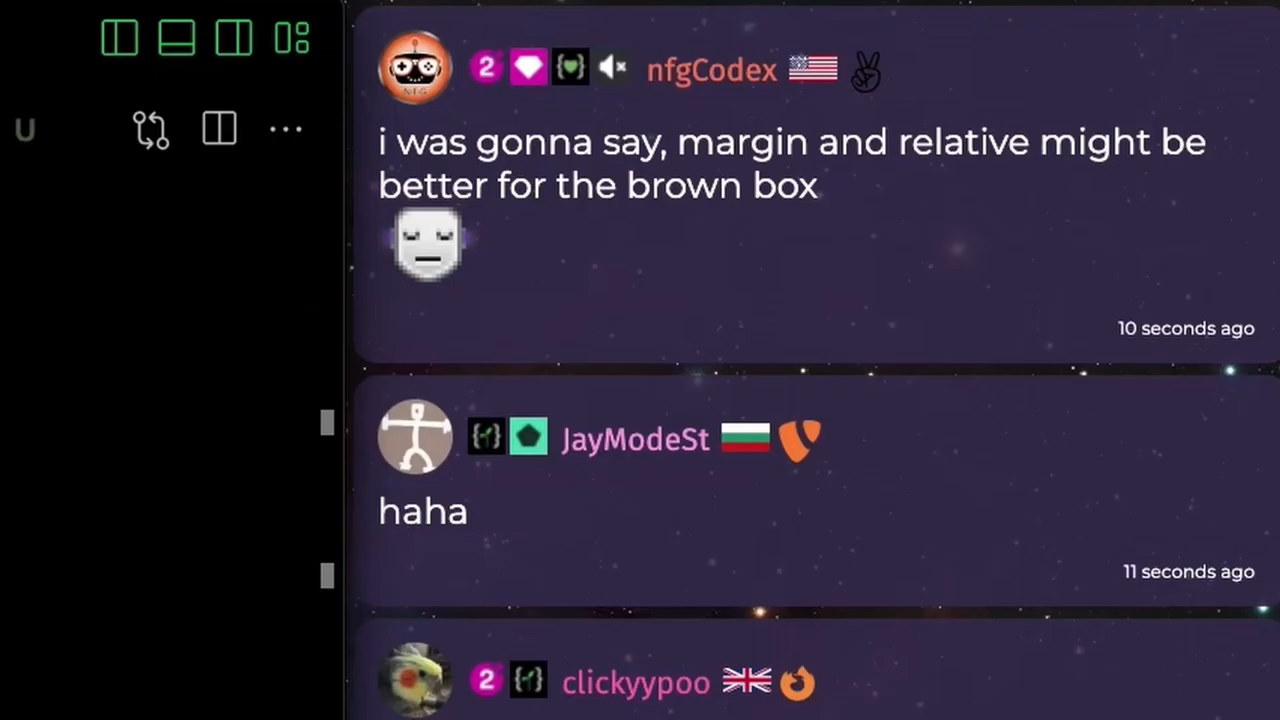 U
2 nfgCodex
i was gonna say, margin and relative might be
better for the brown box
10 seconds ago
JayModeSt
haha
11 seconds ago
2 clickyypoo